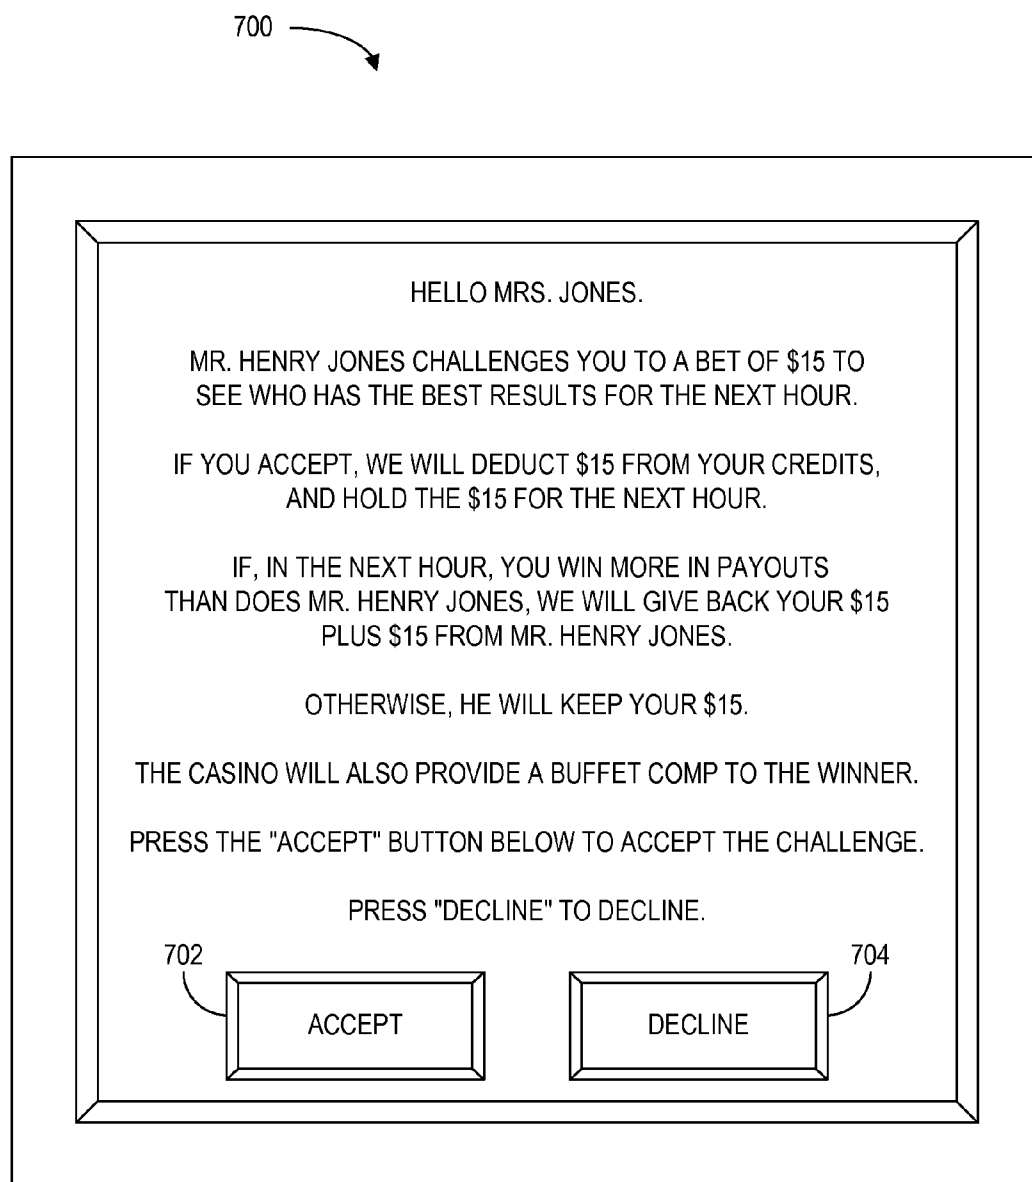 700
HELLO MRS. JONES.
MR. HENRY JONES CHALLENGES YOU TO A BET OF $15 TO
SEE WHO HAS THE BEST RESULTS FOR THE NEXT HOUR.
IF YOU ACCEPT, WE WILL DEDUCT $15 FROM YOUR CREDITS,
AND HOLD THE $15 FOR THE NEXT HOUR.
IF, IN THE NEXT HOUR, YOU WIN MORE IN PAYOUTS
THAN DOES MR. HENRY JONES, WE WILL GIVE BACK YOUR $15
PLUS $15 FROM MR. HENRY JONES.
OTHERWISE, HE WILL KEEP YOUR $15.
THE CASINO WILL ALSO PROVIDE A BUFFET COMP TO THE WINNER.
PRESS THE "ACCEPT" BUTTON BELOW TO ACCEPT THE CHALLENGE.
PRESS "DECLINE" TO DECLINE.
702
704
ACCEPT
DECLINE